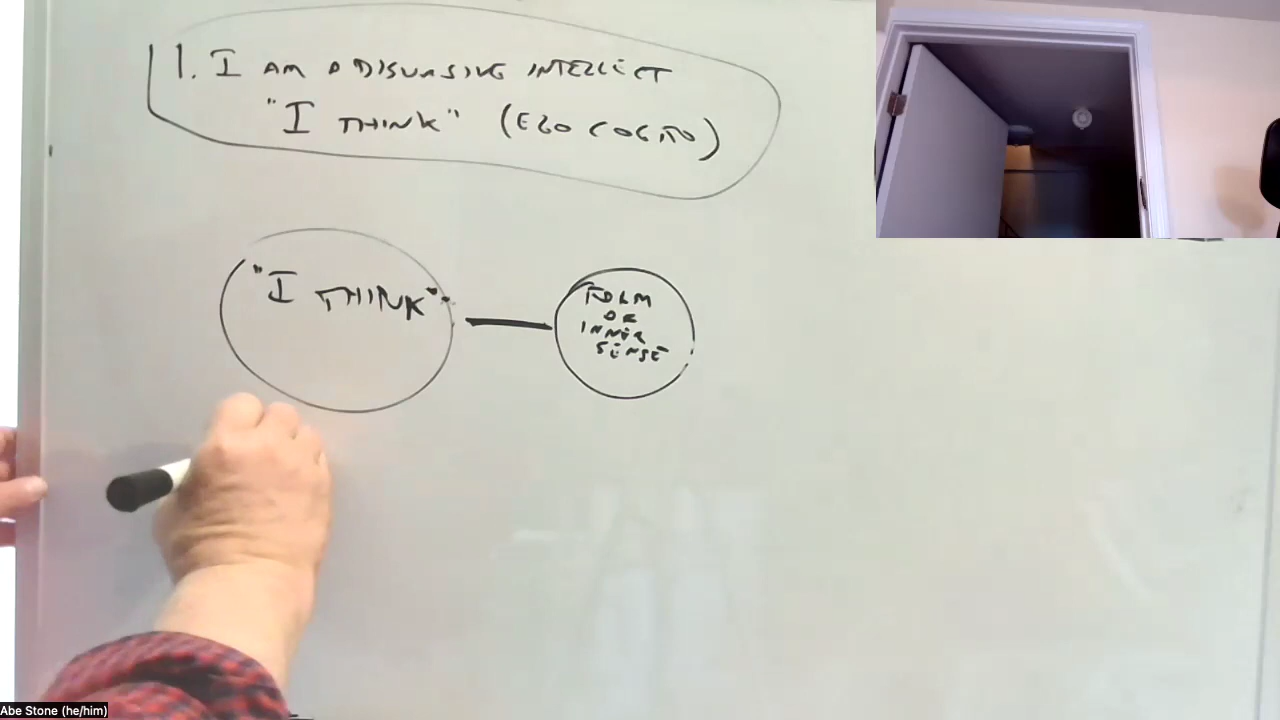 1. I AM A DISCURSIVE INTELLECT
"I THINK" (EGO COGITO)
"I THINK"
FORM
OF
INNER
SENSE
Abe Stone (he/him)